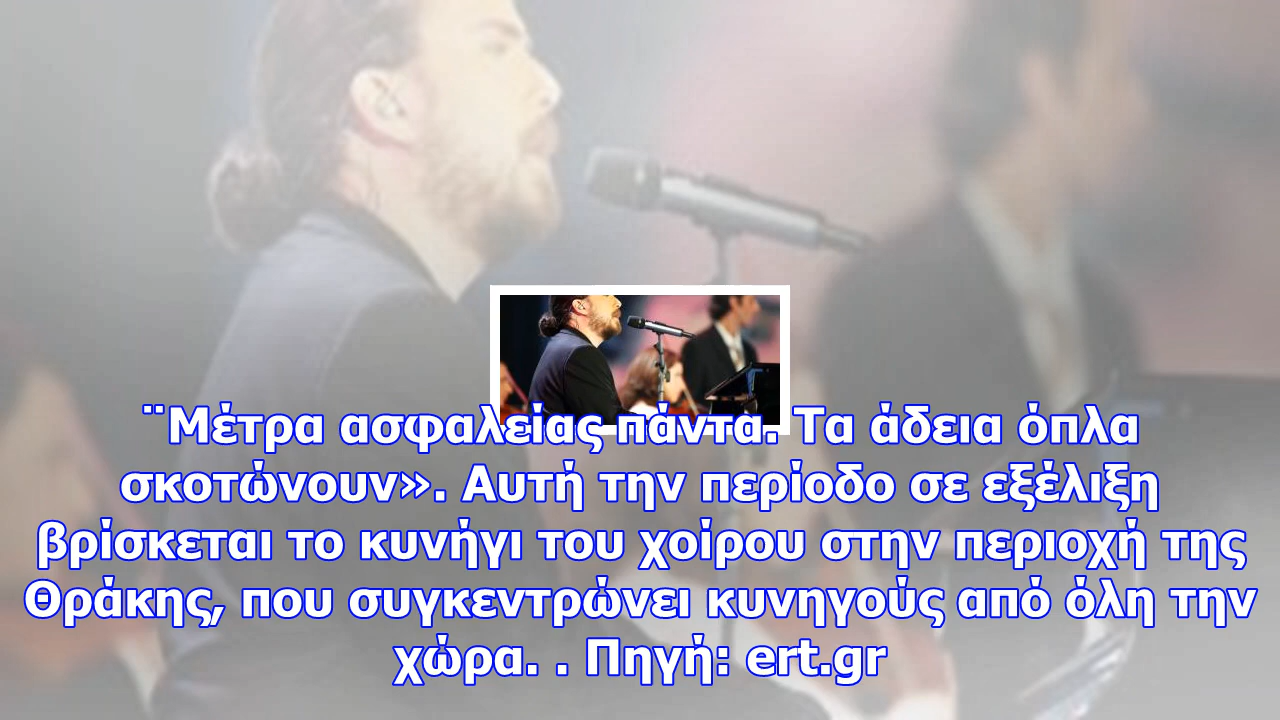 ¨Μέτρα ασφαλείας πάντα. Τα άδεια όπλα
σκοτώνουν». Αυτή την περίοδο σε εξέλιξη
βρίσκεται το κυνήγι του χοίρου στην περιοχή της
Θράκης, που συγκεντρώνει κυνηγούς από όλη την
χώρα. . Πηγή: ert.gr